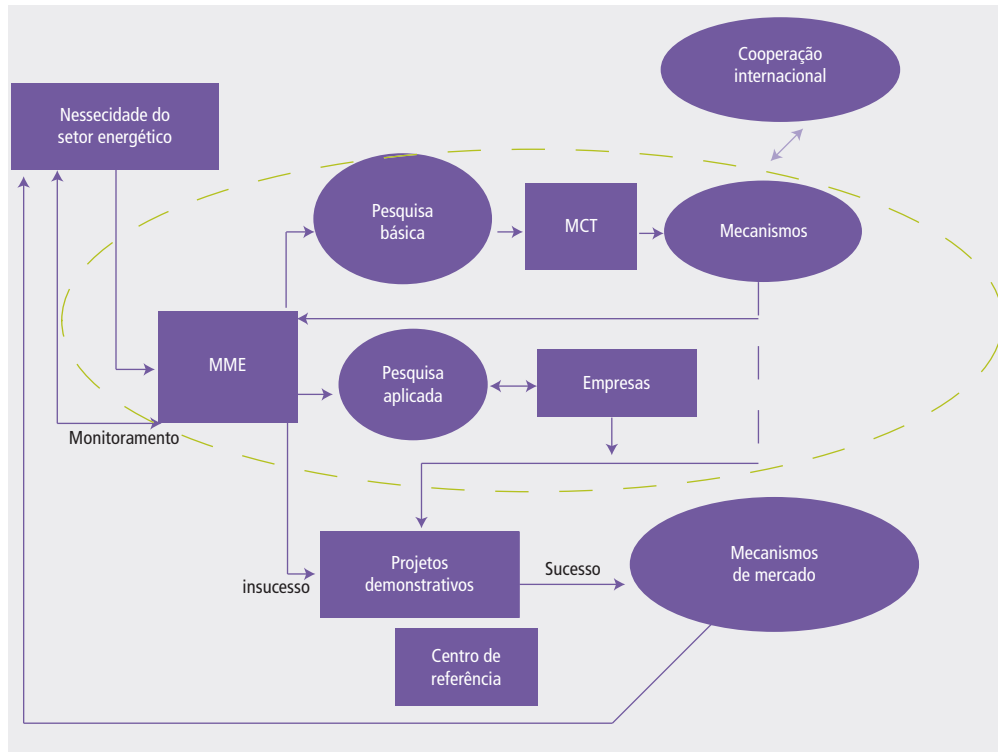 Cooperação
internacional
Nessecidade do
setor energético
Pesquisa
básica
MCT
Mecanismos
MME
Pesquisa
aplicada
Empresas
Monitoramento
Projetos
demonstrativos
insucesso
Sucesso
Mecanismos
de mercado
Centro de
referência